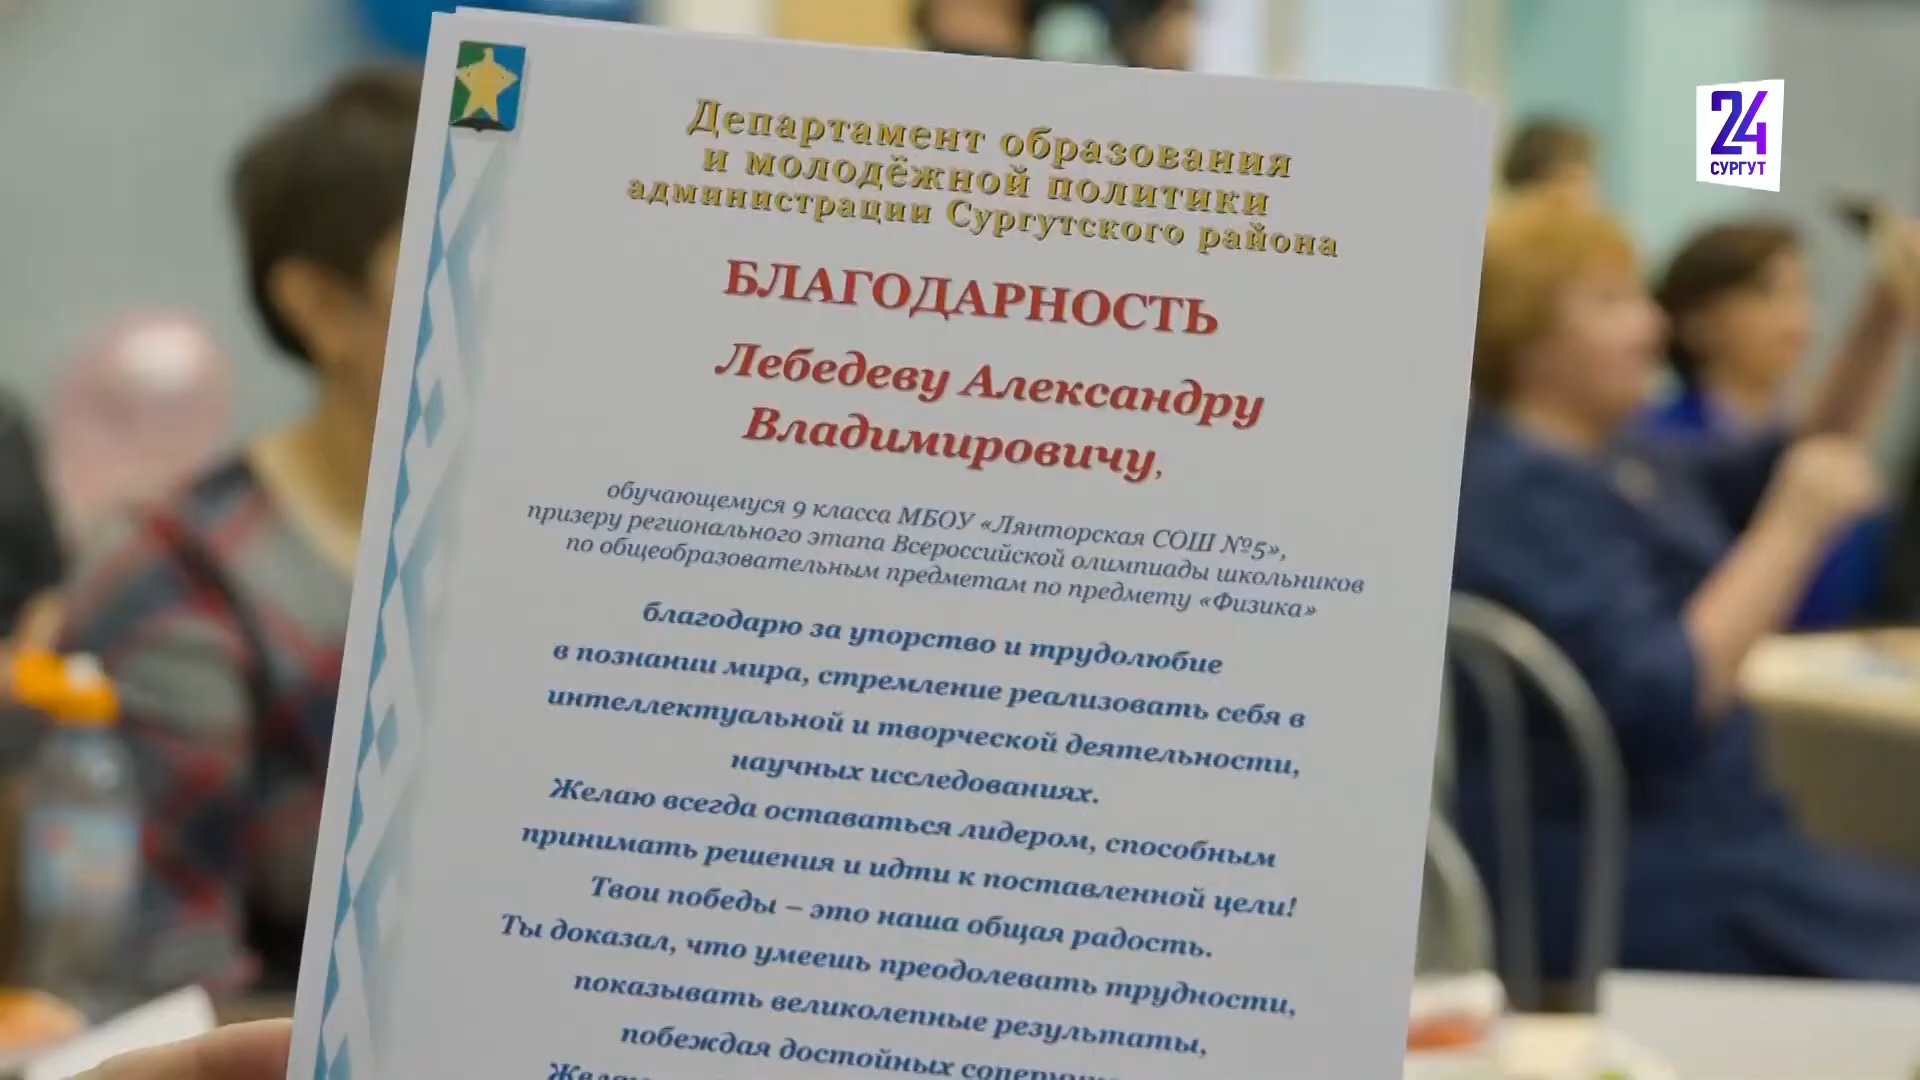 Департамент образования
и молодёжной политики
администрации Сургутского района
БЛАГОДАРНОСТЬ
Лебедеву Александру
Владимировичу,
обучающемуся 9 класса МБОУ «Лянторская СОШ №5»,
призеру регионального этапа Всероссийской олимпиады школьников
по общеобразовательным предметам по предмету «Физика»
благодарю за упорство и трудолюбие
в познании мира, стремление реализовать себя в
интеллектуальной и творческой деятельности,
научных исследованиях.
Желаю всегда оставаться лидером, способным
принимать решения и идти к поставленной цели!
Твои победы – это наша общая радость.
Ты доказал, что умеешь преодолевать трудности,
показывать великолепные результаты,
побеждая достойных
24
СУРГУТ